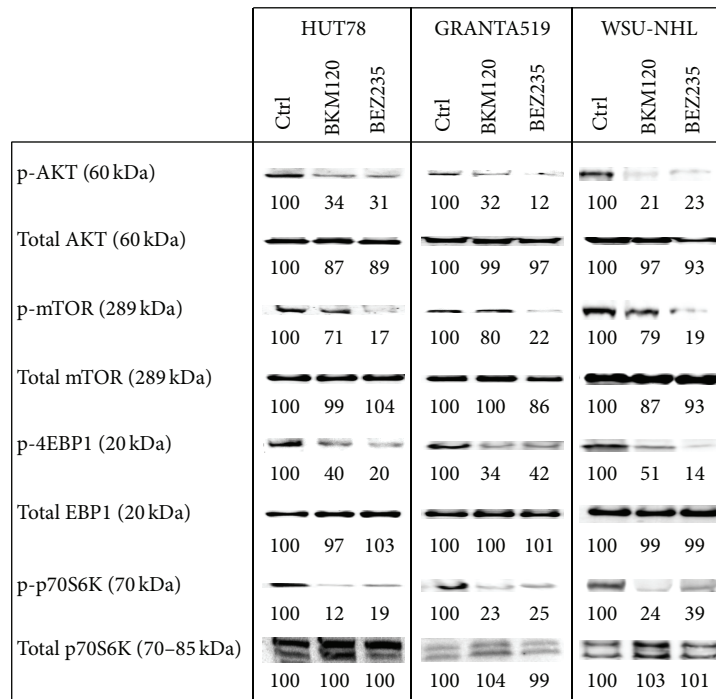 HUT78 GRANTA519 WSU-NHL
Ctrl BKM120 BEZ235 Ctrl BKM120 BEZ235 Ctrl BKM120 BEZ235
p-AKT (60 kDa)
100 34 31 100 32 12 100 21 23
Total AKT (60 kDa)
100 87 89 100 99 97 100 97 93
p-mTOR (289 kDa)
100 71 17 100 80 22 100 79 19
Total mTOR (289 kDa)
100 99 104 100 100 86 100 87 93
p-4EBP1 (20 kDa)
100 40 20 100 34 42 100 51 14
Total EBP1 (20 kDa)
100 97 103 100 100 101 100 99 99
p-p70S6K (70 kDa)
100 12 19 100 23 25 100 24 39
Total p70S6K (70–85 kDa)
100 100 100 100 104 99 100 103 101